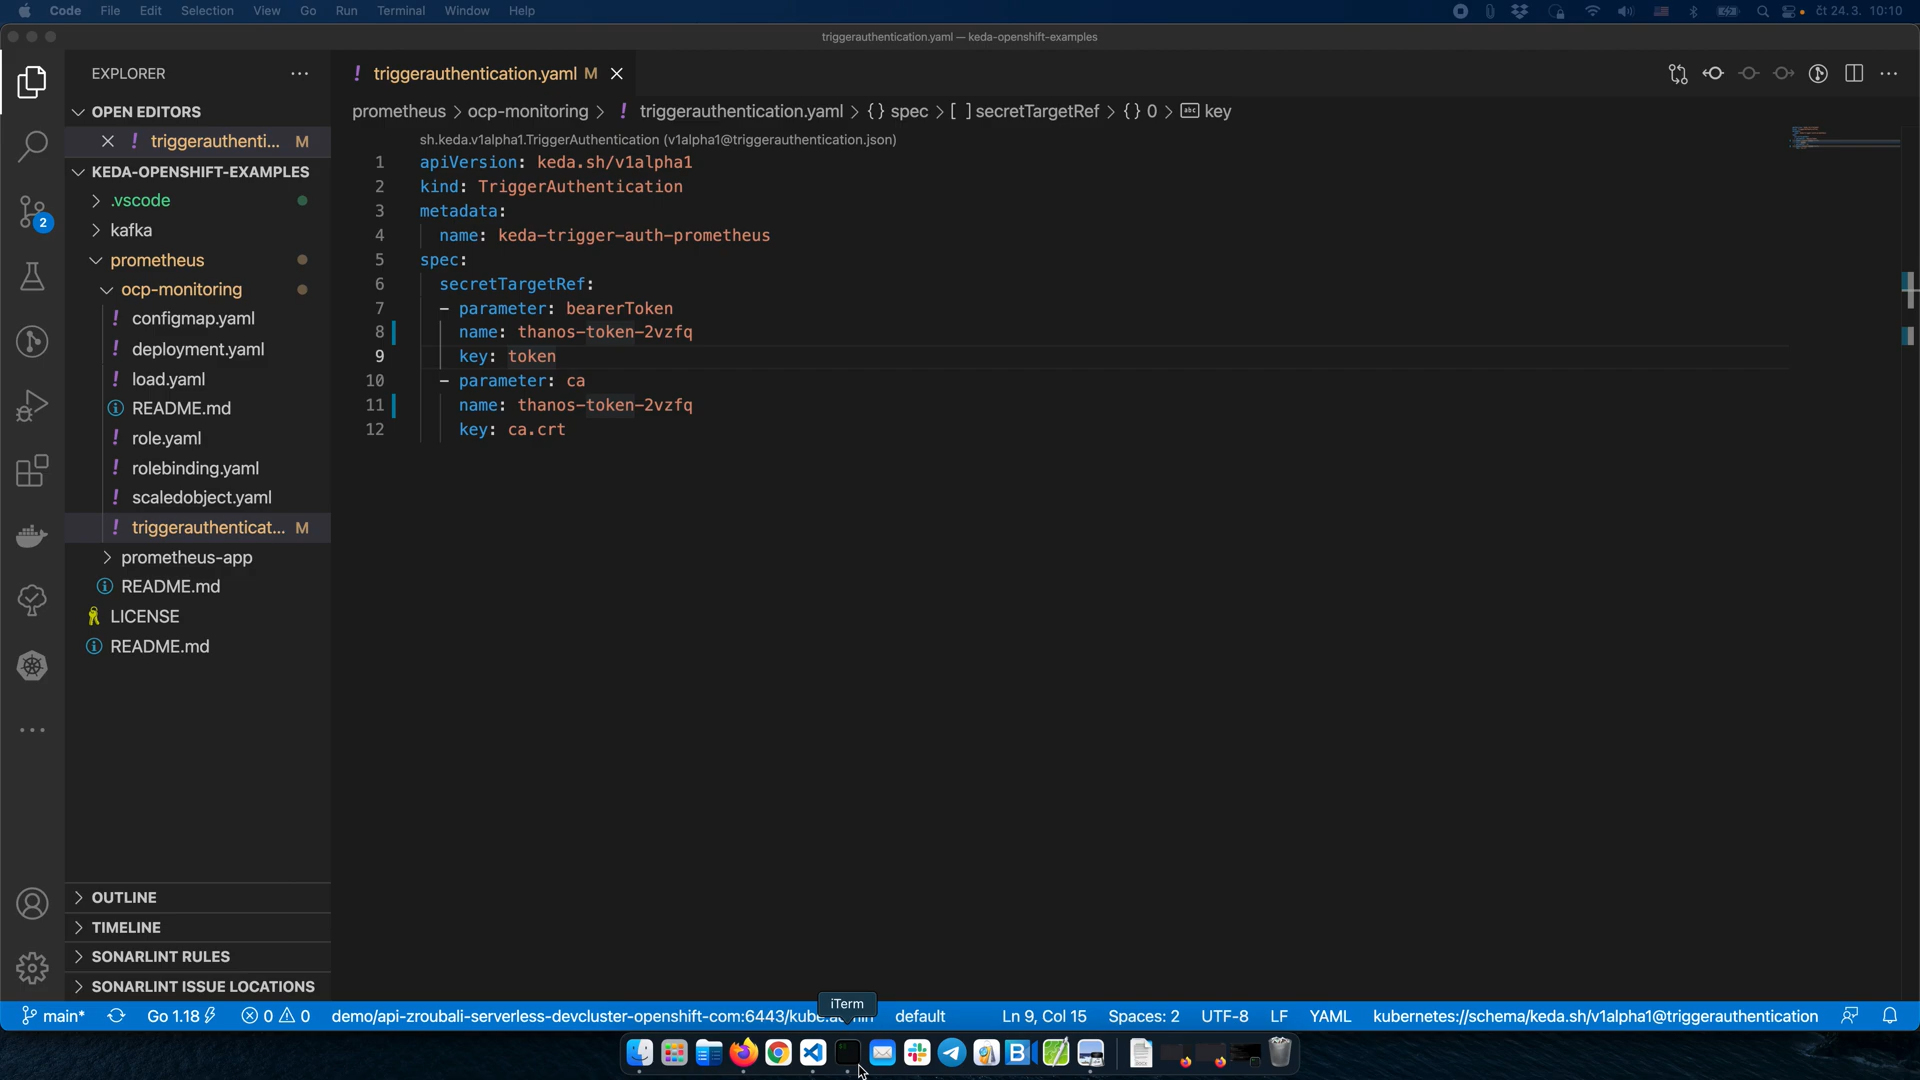 Code File Edit Selection View Go Run Terminal Window Help čt 24.3. 10:10
triggerauthentication.yaml — keda-openshift-examples
EXPLORER
triggerauthentication.yaml M
OPEN EDITORS
triggerauthenti... M
prometheus > ocp-monitoring > ! triggerauthentication.yaml > {} spec > [ ] secretTargetRef > {} 0 > abc key
KEDA-OPENSHIFT-EXAMPLES
.vscode
kafka
prometheus
ocp-monitoring
configmap.yaml
deployment.yaml
load.yaml
README.md
role.yaml
rolebinding.yaml
scaledobject.yaml
triggerauthenticat... M
prometheus-app
README.md
LICENSE
README.md
2
OUTLINE
TIMELINE
SONARLINT RULES
SONARLINT ISSUE LOCATIONS
sh.keda.v1alpha1.TriggerAuthentication (v1alpha1@triggerauthentication.json)
1 apiVersion: keda.sh/v1alpha1
2 kind: TriggerAuthentication
3 metadata:
4 name: keda-trigger-auth-prometheus
5 spec:
6 secretTargetRef:
7 - parameter: bearerToken
8 name: thanos-token-2vzfq
9 key: token
10 - parameter: ca
11 name: thanos-token-2vzfq
12 key: ca.crt
iTerm
main* Go 1.18 0 0 demo/api-zroubali-serverless-devcluster-openshift-com:6443/kube:admin default Ln 9, Col 15 Spaces: 2 UTF-8 LF YAML kubernetes://schema/keda.sh/v1alpha1@triggerauthentication
B